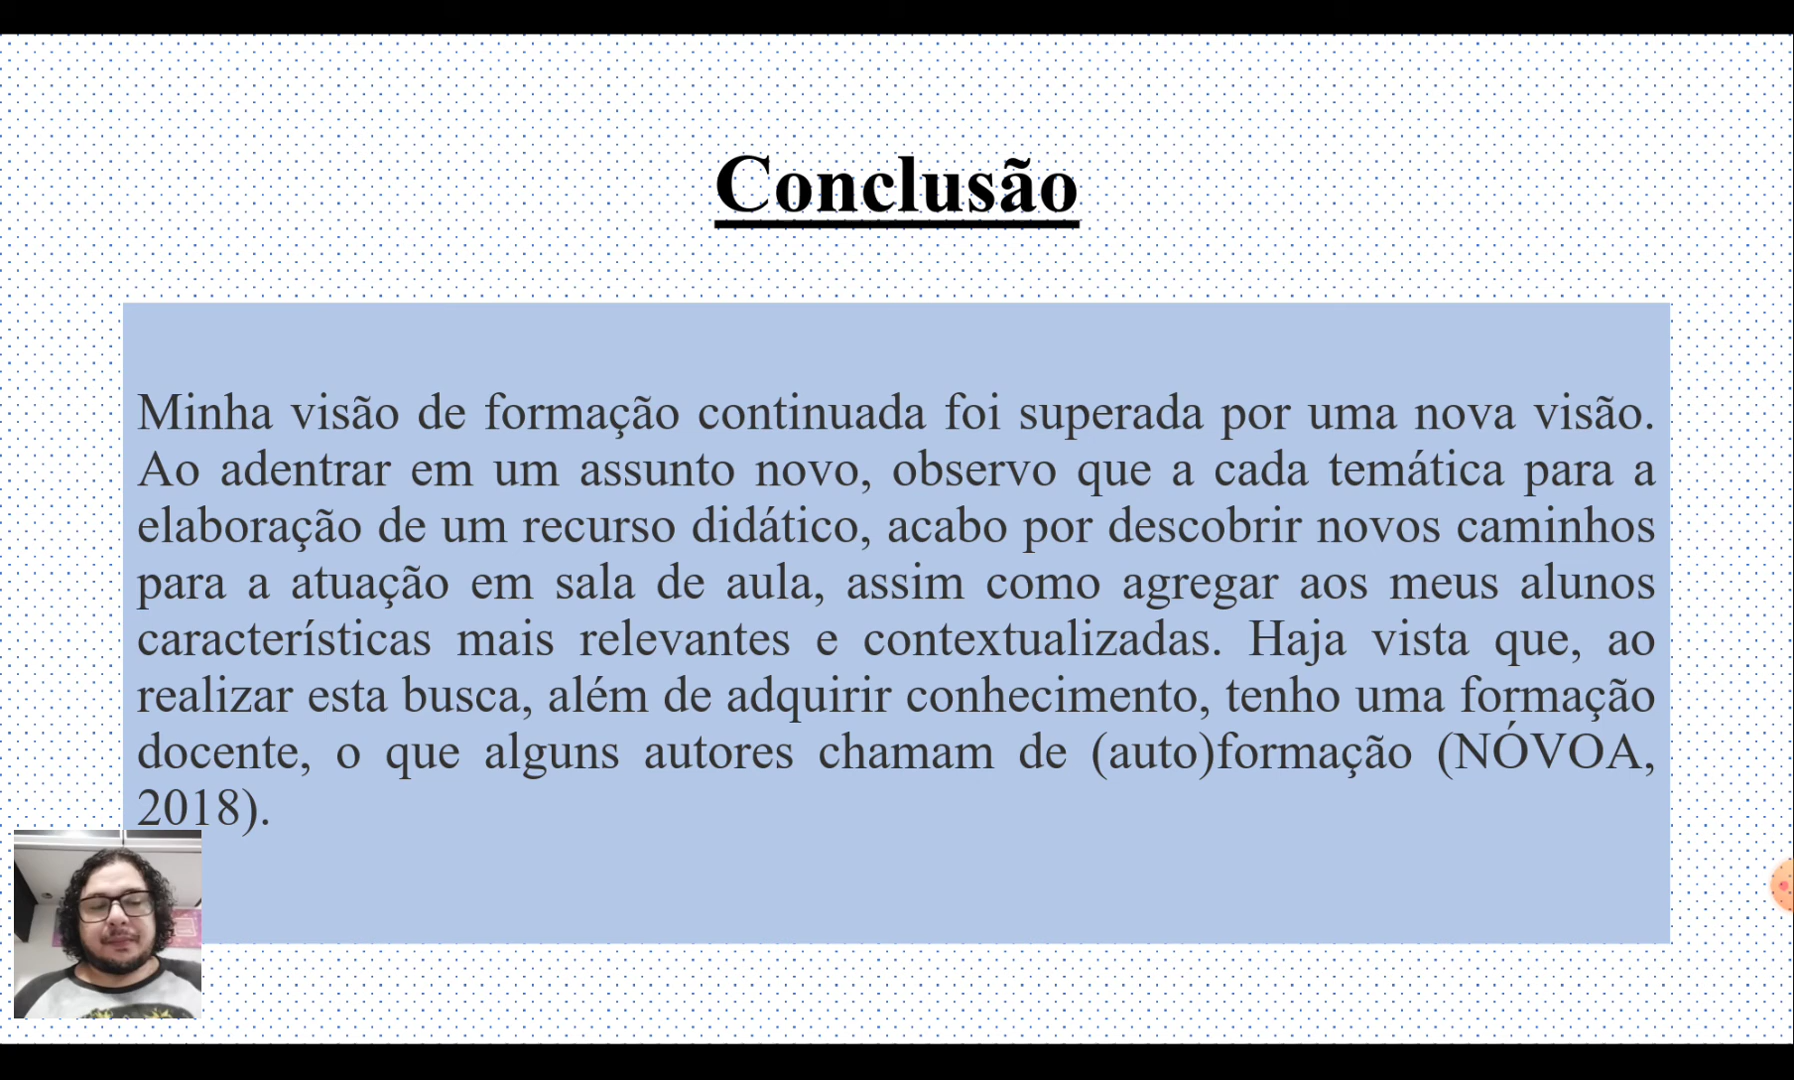 Conclusão
Minha visão de formação continuada foi superada por uma nova visão.
Ao adentrar em um assunto novo, observo que a cada temática para a
elaboração de um recurso didático, acabo por descobrir novos caminhos
para a atuação em sala de aula, assim como agregar aos meus alunos
características mais relevantes e contextualizadas. Haja vista que, ao
realizar esta busca, além de adquirir conhecimento, tenho uma formação
docente, o que alguns autores chamam de (auto)formação (NÓVOA,
2018).